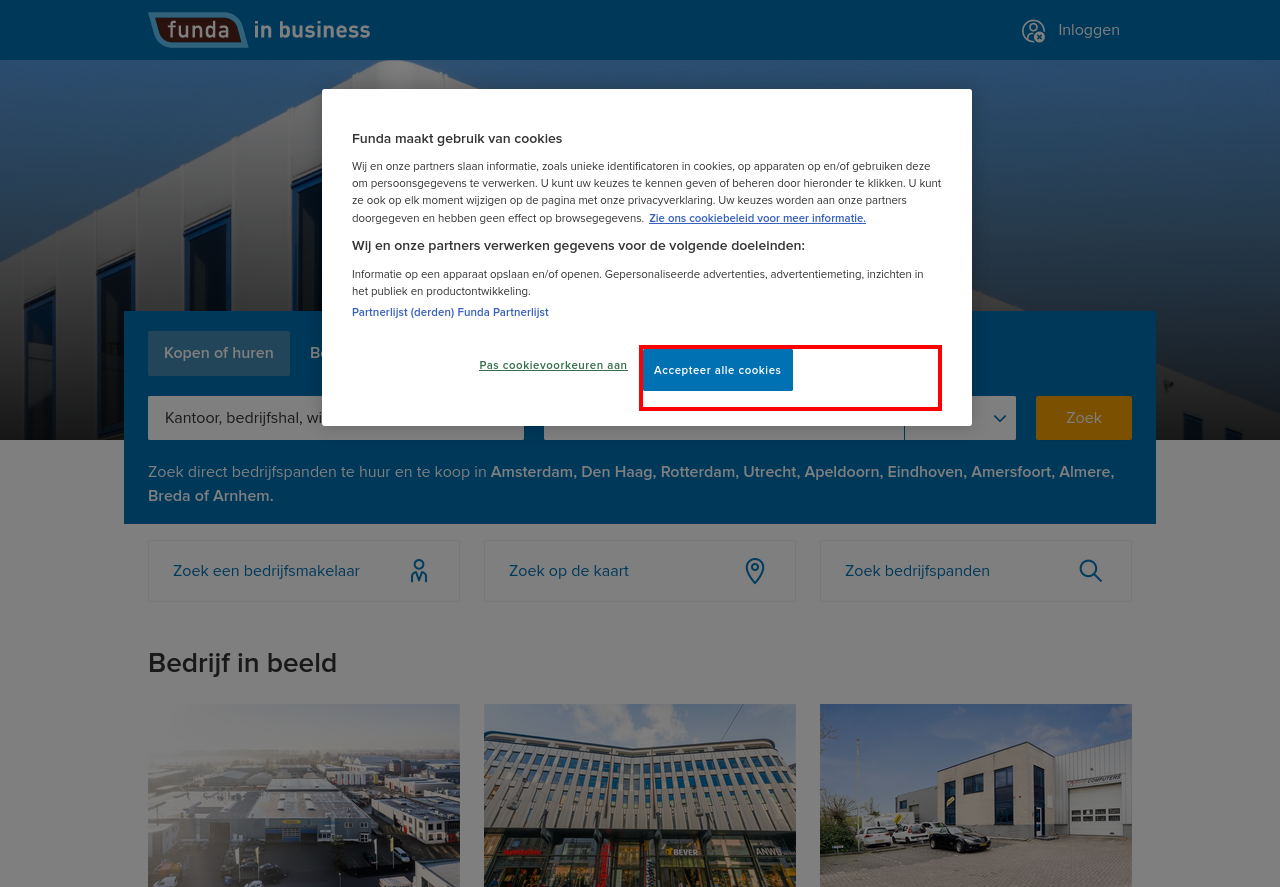 funda in business
Inloggen
Funda maakt gebruik van cookies
Wij en onze partners slaan informatie, zoals unieke identificatoren in cookies, op apparaten op en/of gebruiken deze
om persoonsgegevens te verwerken. U kunt uw keuzes te kennen geven of beheren door hieronder te klikken. U kunt
ze ook op elk moment wijzigen op de pagina met onze privacyverklaring. Uw keuzes worden aan onze partners
doorgegeven en hebben geen effect op browsegegevens. Zie ons cookiebeleid voor meer informatie.
Wij en onze partners verwerken gegevens voor de volgende doeleinden:
Informatie op een apparaat opslaan en/of openen. Gepersonaliseerde advertenties, advertentiemeting, inzichten in
het publiek en productontwikkeling.
Partnerlijst (derden) Funda Partnerlijst
Pas cookievoorkeuren aan
Accepteer alle cookies
Kopen of huren
Kantoor, bedrijfshal, wi
Zoek
Zoek direct bedrijfspanden te huur en te koop in Amsterdam, Den Haag, Rotterdam, Utrecht, Apeldoorn, Eindhoven, Amersfoort, Almere,
Breda of Arnhem.
Zoek een bedrijfsmakelaar
Zoek op de kaart
Zoek bedrijfspanden
Bedrijf in beeld
BEVER
ANWB
COMPUTERS